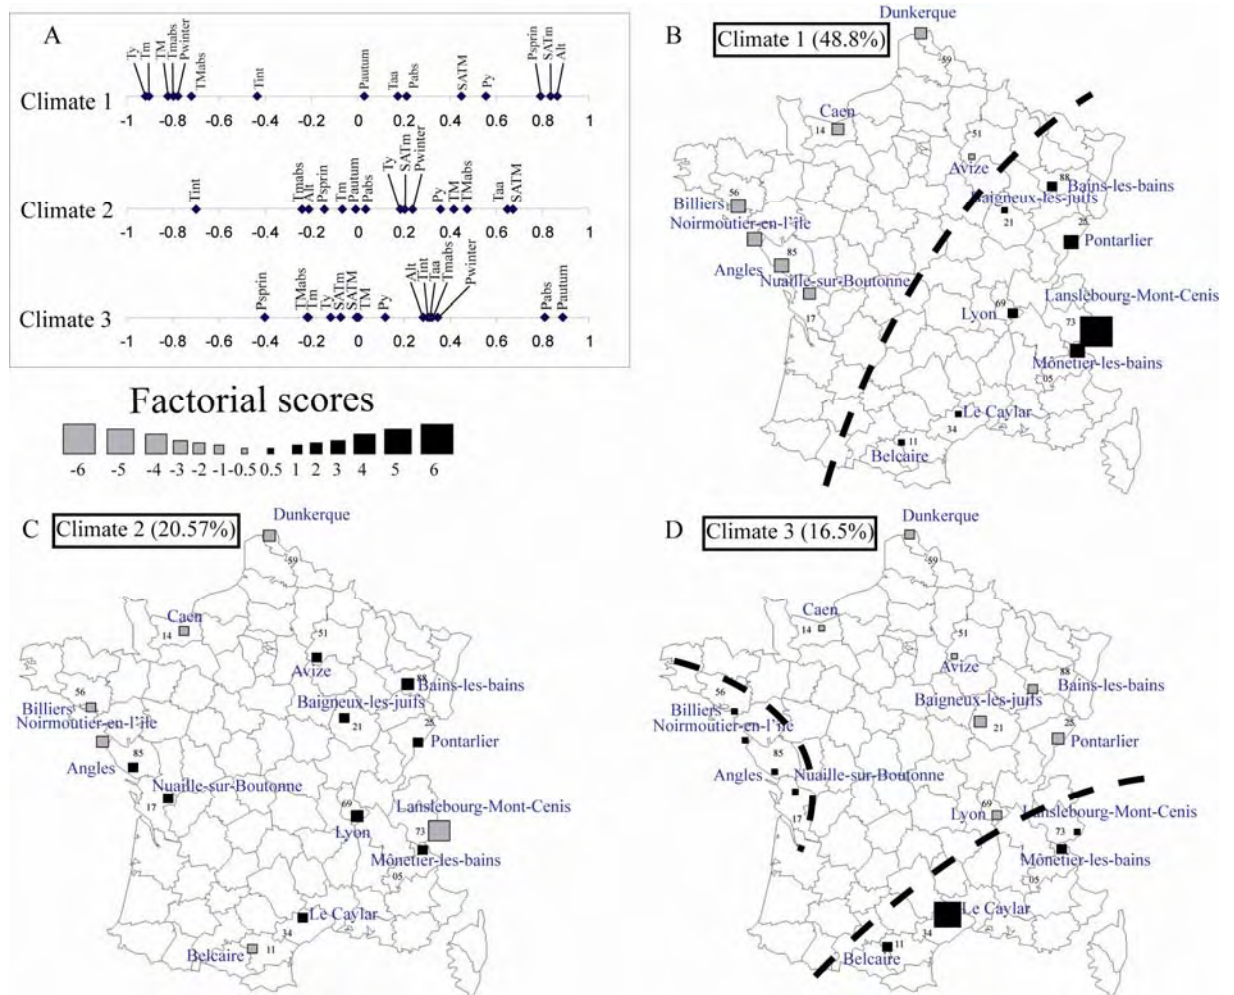 A
Ty
Tm
TM
Tmabs
Pwinter
TMabs
Tint
Pautum
Taa
Pabs
SATM
Py
Psprin
SATm
Alt
Climate 1
-1 -0.8 -0.6 -0.4 -0.2 0 0.2 0.4 0.6 0.8 1
Tint
Tmabs
Alt
Psprin
Tm
Pautum
Pabs
Ty
SATm
Pwinter
Py
TM
TMabs
Taa
SATM
Climate 2
-1 -0.8 -0.6 -0.4 -0.2 0 0.2 0.4 0.6 0.8 1
Psprin
TMabs
Tm
Ty
SATm
SATM
TM
Py
Alt
Tint
Taa
Tmabs
Pwinter
Pabs
Pautum
Climate 3
-1 -0.8 -0.6 -0.4 -0.2 0 0.2 0.4 0.6 0.8 1
Factorial scores
-6 -5 -4 -3 -2 -1 -0.5 0.5 1 2 3 4 5 6
B
Climate 1 (48.8%)
Dunkerque
59
Caen
14
51
Avize
88
Bains-les-bains
56
Billiers
Baigneux-les-juifs
21
Noirmoutier-en-l'île
25
Pontarlier
85
Angles
Nuaille-sur-Boutonne
17
Lanslebourg-Mont-Cenis
69
Lyon
73
Mônetier-les-bains
05
Le Caylar
34
11
Belcaire
C
Climate 2 (20.57%)
Dunkerque
59
Caen
14
51
Avize
88
Bains-les-bains
56
Billiers
Baigneux-les-juifs
21
Noirmoutier-en-l'île
25
Pontarlier
85
Angles
Nuaille-sur-Boutonne
17
Lanslebourg-Mont-Cenis
69
Lyon
73
Mônetier-les-bains
05
Le Caylar
34
Belcaire
11
D
Climate 3 (16.5%)
Dunkerque
59
Caen
14
51
Avize
88
Bains-les-bains
56
Billiers
Baigneux-les-juifs
21
Noirmoutier-en-l'île
25
Pontarlier
85
Angles
Nuaille-sur-Boutonne
17
69
Lyon
Lanslebourg-Mont-Cenis
73
Mônetier-les-bains
05
Le Caylar
34
11
Belcaire